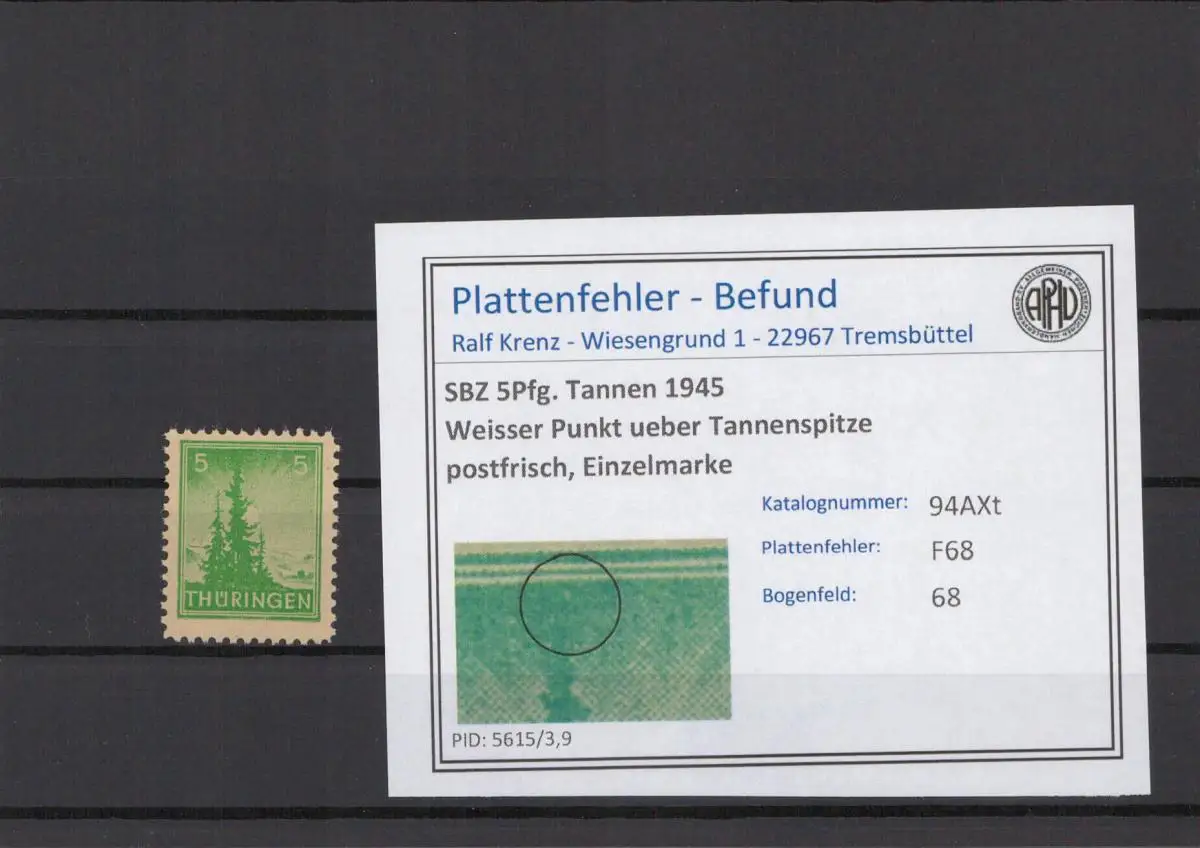 5 5
THÜRINGEN
Plattenfehler - Befund
Ralf Krenz - Wiesengrund 1 - 22967 Tremsbüttel
APHV
SBZ 5Pfg. Tannen 1945
Weisser Punkt ueber Tannenspitze
postfrisch, Einzelmarke
Katalognummer: 94AXt
Plattenfehler: F68
Bogenfeld: 68
PID: 5615/3,9